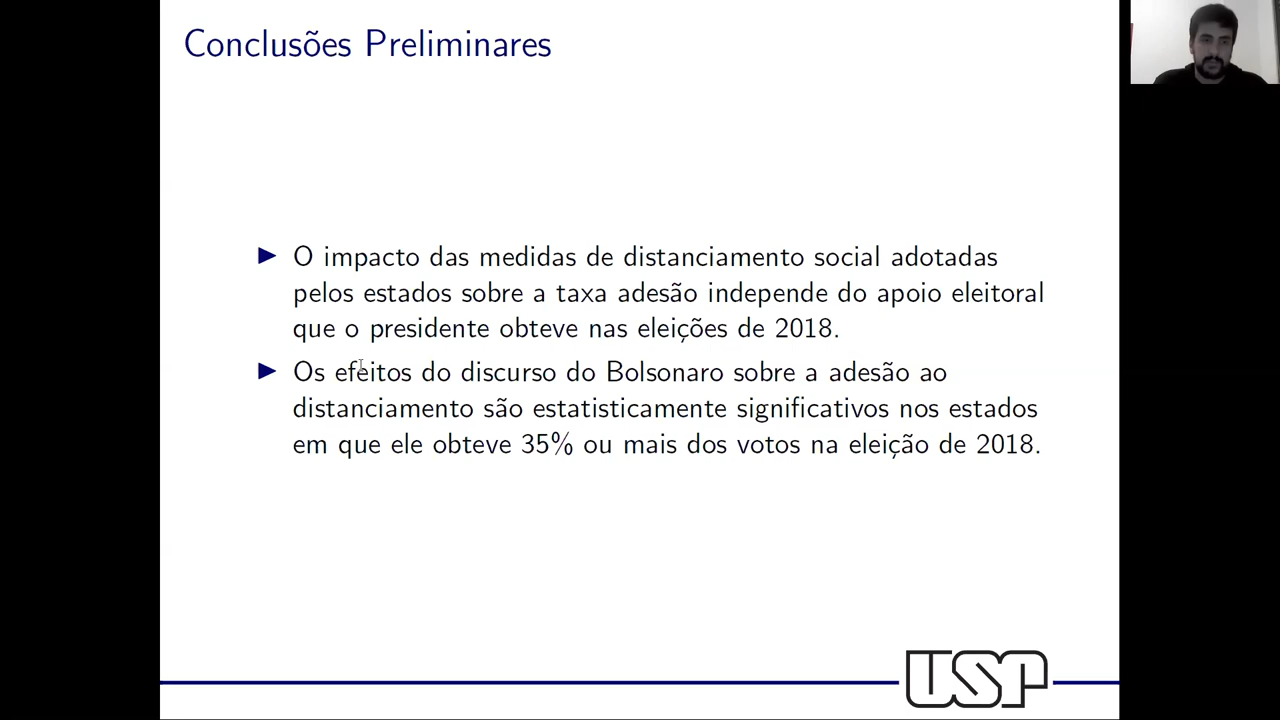 Conclusões Preliminares
▶ O impacto das medidas de distanciamento social adotadas
pelos estados sobre a taxa adesão independe do apoio eleitoral
que o presidente obteve nas eleições de 2018.
▶ Os efeitos do discurso do Bolsonaro sobre a adesão ao
distanciamento são estatisticamente significativos nos estados
em que ele obteve 35% ou mais dos votos na eleição de 2018.
USP